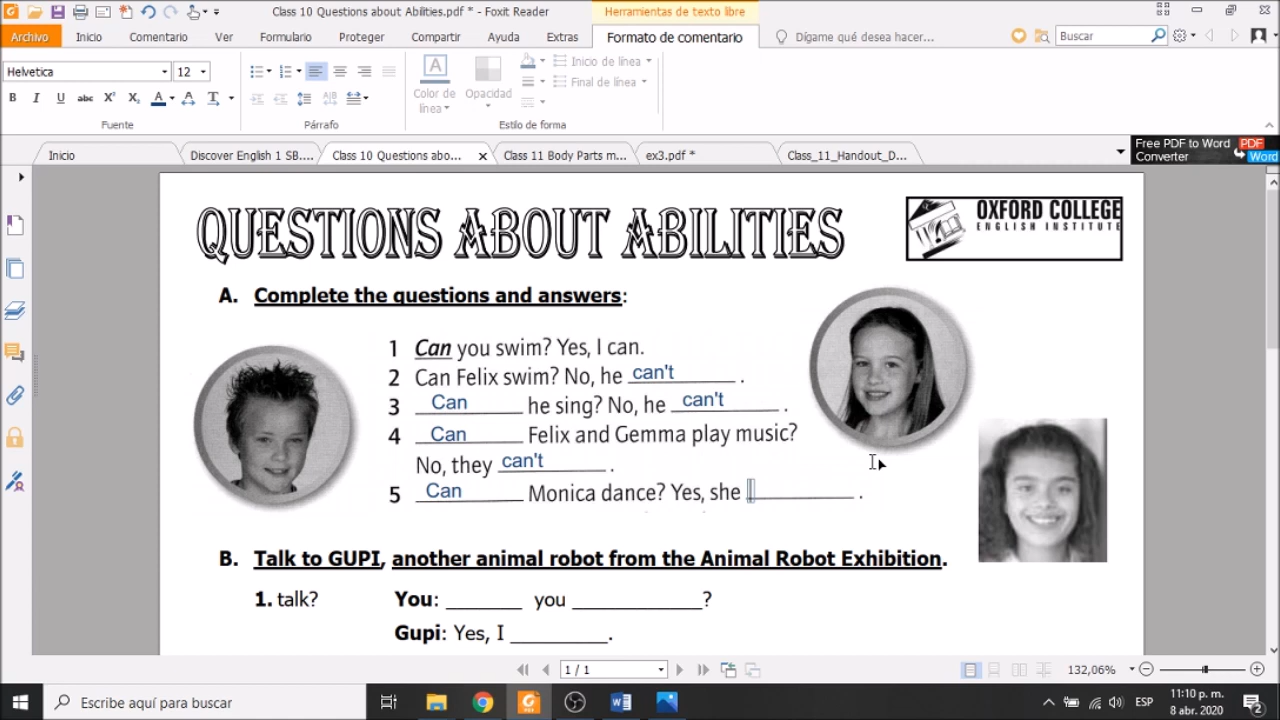 Class 10 Questions about Abilities.pdf * - Foxit Reader
Herramientas de texto libre
Archivo
Inicio
Comentario
Ver
Formulario
Proteger
Compartir
Ayuda
Extras
Formato de comentario
Dígame qué desea hacer...
Buscar
Helvetica
12
Color de línea
Opacidad
Inicio de línea
Final de línea
Fuente
Párrafo
Estilo de forma
Inicio
Discover English 1 SB....
Class 10 Questions abo...
Class 11 Body Parts m...
ex3.pdf *
Class_11_Handout_D...
Free PDF to Word Converter
PDF
Word
QUESTIONS ABOUT ABILITIES
OXFORD COLLEGE
ENGLISH INSTITUTE
A. Complete the questions and answers:
1 Can you swim? Yes, I can.
2 Can Felix swim? No, he can't .
3 Can he sing? No, he can't .
4 Can Felix and Gemma play music?
No, they can't .
5 Can Monica dance? Yes, she ____________ .
B. Talk to GUPI, another animal robot from the Animal Robot Exhibition.
1. talk? You: _______ you ____________?
Gupi: Yes, I _________.
1 / 1
132,06%
Escribe aquí para buscar
ESP
11:10 p. m.
8 abr. 2020
2